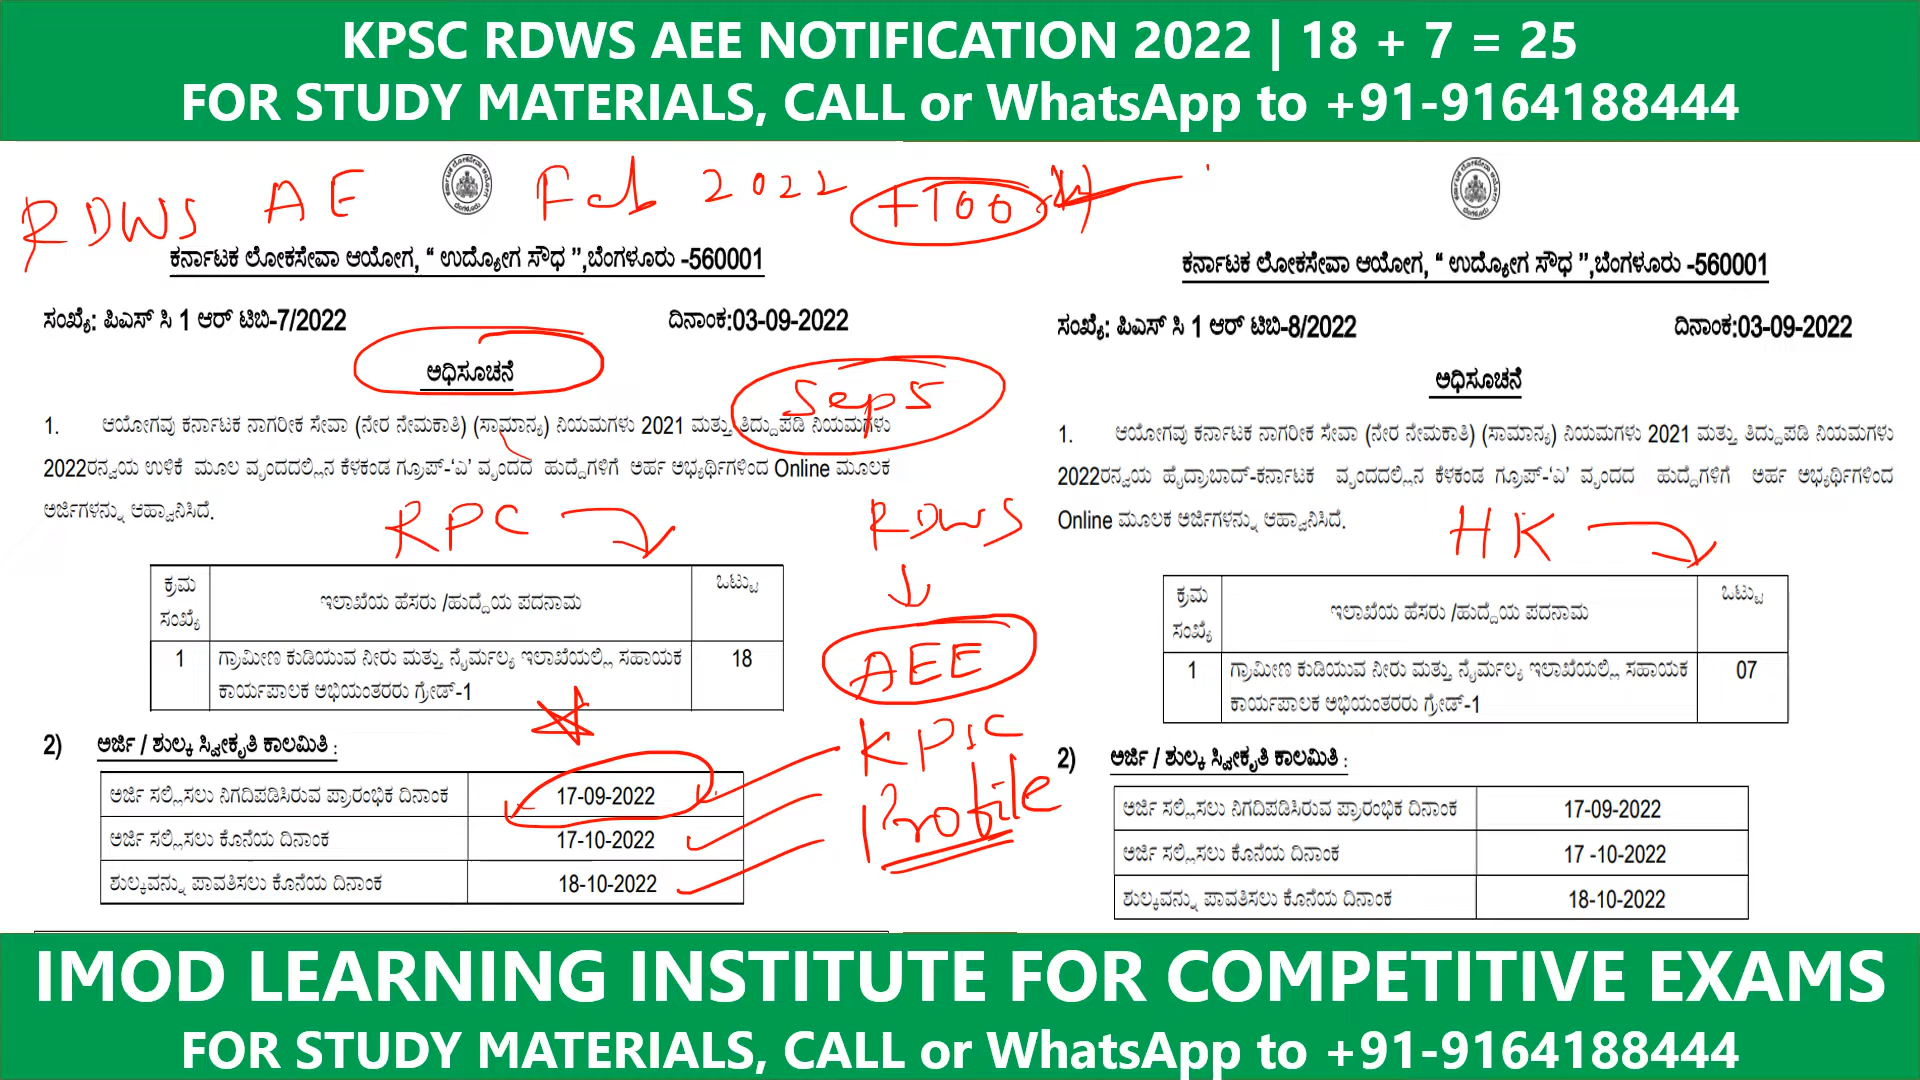 KPSC RDWS AEE NOTIFICATION 2022 | 18 + 7 = 25
FOR STUDY MATERIALS, CALL or WhatsApp to +91-9164188444
RDWS AE Feb 2022
ಕರ್ನಾಟಕ ಲೋಕಸೇವಾ ಆಯೋಗ, “ ಉದ್ಯೋಗ ಸೌಧ ”,ಬೆಂಗಳೂರು -560001
ಸಂಖ್ಯೆ: ಪಿಎಸ್ ಸಿ 1 ಆರ್ ಟಿಬಿ-7/2022 ದಿನಾಂಕ:03-09-2022
ಅಧಿಸೂಚನೆ
Sep 5
1. ಆಯೋಗವು ಕರ್ನಾಟಕ ನಾಗರೀಕ ಸೇವಾ (ನೇರ ನೇಮಕಾತಿ) (ಸಾಮಾನ್ಯ) ನಿಯಮಗಳು 2021 ಮತ್ತು ತಿದ್ದುಪಡಿ ನಿಯಮಗಳು
2022ರನ್ವಯ ಉಳಿಕೆ ಮೂಲ ವೃಂದದಲ್ಲಿನ ಕೆಳಕಂಡ ಗ್ರೂಪ್-‘ಎ’ ವೃಂದದ ಹುದ್ದೆಗಳಿಗೆ ಅರ್ಹ ಅಭ್ಯರ್ಥಿಗಳಿಂದ Online ಮೂಲಕ
ಅರ್ಜಿಗಳನ್ನು ಆಹ್ವಾನಿಸಿದೆ.
RPC
RDWS
AEE
ಕ್ರಮ ಸಂಖ್ಯೆ ಇಲಾಖೆಯ ಹೆಸರು /ಹುದ್ದೆಯ ಪದನಾಮ ಒಟ್ಟು
1 ಗ್ರಾಮೀಣ ಕುಡಿಯುವ ನೀರು ಮತ್ತು ನೈರ್ಮಲ್ಯ ಇಲಾಖೆಯಲ್ಲಿ ಸಹಾಯಕ 18
ಕಾರ್ಯಪಾಲಕ ಅಭಿಯಂತರರು ಗ್ರೇಡ್-1
2) ಅರ್ಜಿ / ಶುಲ್ಕ ಸ್ವೀಕೃತಿ ಕಾಲಮಿತಿ :
ಅರ್ಜಿ ಸಲ್ಲಿಸಲು ನಿಗದಿಪಡಿಸಿರುವ ಪ್ರಾರಂಭಿಕ ದಿನಾಂಕ 17-09-2022
ಅರ್ಜಿ ಸಲ್ಲಿಸಲು ಕೊನೆಯ ದಿನಾಂಕ 17-10-2022
ಶುಲ್ಕವನ್ನು ಪಾವತಿಸಲು ಕೊನೆಯ ದಿನಾಂಕ 18-10-2022
KPSC
Profile
ಕರ್ನಾಟಕ ಲೋಕಸೇವಾ ಆಯೋಗ, “ ಉದ್ಯೋಗ ಸೌಧ ”,ಬೆಂಗಳೂರು -560001
ಸಂಖ್ಯೆ: ಪಿಎಸ್ ಸಿ 1 ಆರ್ ಟಿಬಿ-8/2022 ದಿನಾಂಕ:03-09-2022
ಅಧಿಸೂಚನೆ
1. ಆಯೋಗವು ಕರ್ನಾಟಕ ನಾಗರೀಕ ಸೇವಾ (ನೇರ ನೇಮಕಾತಿ) (ಸಾಮಾನ್ಯ) ನಿಯಮಗಳು 2021 ಮತ್ತು ತಿದ್ದುಪಡಿ ನಿಯಮಗಳು
2022ರನ್ವಯ ಹೈದ್ರಾಬಾದ್-ಕರ್ನಾಟಕ ವೃಂದದಲ್ಲಿನ ಕೆಳಕಂಡ ಗ್ರೂಪ್-‘ಎ’ ವೃಂದದ ಹುದ್ದೆಗಳಿಗೆ ಅರ್ಹ ಅಭ್ಯರ್ಥಿಗಳಿಂದ
Online ಮೂಲಕ ಅರ್ಜಿಗಳನ್ನು ಆಹ್ವಾನಿಸಿದೆ.
HK
ಕ್ರಮ ಸಂಖ್ಯೆ ಇಲಾಖೆಯ ಹೆಸರು /ಹುದ್ದೆಯ ಪದನಾಮ ಒಟ್ಟು
1 ಗ್ರಾಮೀಣ ಕುಡಿಯುವ ನೀರು ಮತ್ತು ನೈರ್ಮಲ್ಯ ಇಲಾಖೆಯಲ್ಲಿ ಸಹಾಯಕ 07
ಕಾರ್ಯಪಾಲಕ ಅಭಿಯಂತರರು ಗ್ರೇಡ್-1
2) ಅರ್ಜಿ / ಶುಲ್ಕ ಸ್ವೀಕೃತಿ ಕಾಲಮಿತಿ :
ಅರ್ಜಿ ಸಲ್ಲಿಸಲು ನಿಗದಿಪಡಿಸಿರುವ ಪ್ರಾರಂಭಿಕ ದಿನಾಂಕ 17-09-2022
ಅರ್ಜಿ ಸಲ್ಲಿಸಲು ಕೊನೆಯ ದಿನಾಂಕ 17 -10-2022
ಶುಲ್ಕವನ್ನು ಪಾವತಿಸಲು ಕೊನೆಯ ದಿನಾಂಕ 18-10-2022
IMOD LEARNING INSTITUTE FOR COMPETITIVE EXAMS
FOR STUDY MATERIALS, CALL or WhatsApp to +91-9164188444